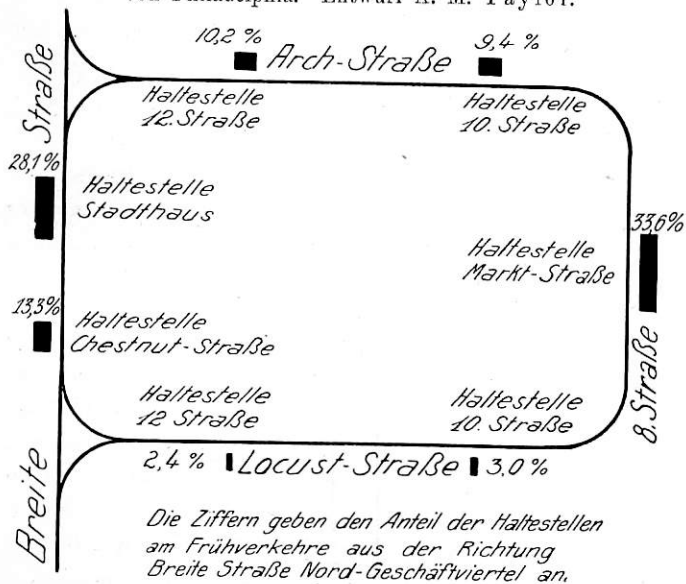 Philadelphia. Entwurf A. M. Taylor.
10,2 %
9,4 %
Arch-Straße
Haltestelle
12. Straße
Haltestelle
10. Straße
Straße
28,1%
Haltestelle
Stadthaus
33,6%
Haltestelle
Markt-Straße
13,3%
Haltestelle
Chestnut-Straße
8. Straße
Haltestelle
12 Straße
Haltestelle
10. Straße
2,4 %
Locust-Straße
3,0 %
Breite
Die Ziffern geben den Anteil der Haltestellen
am Frühverkehre aus der Richtung
Breite Straße Nord-Geschäftviertel an.